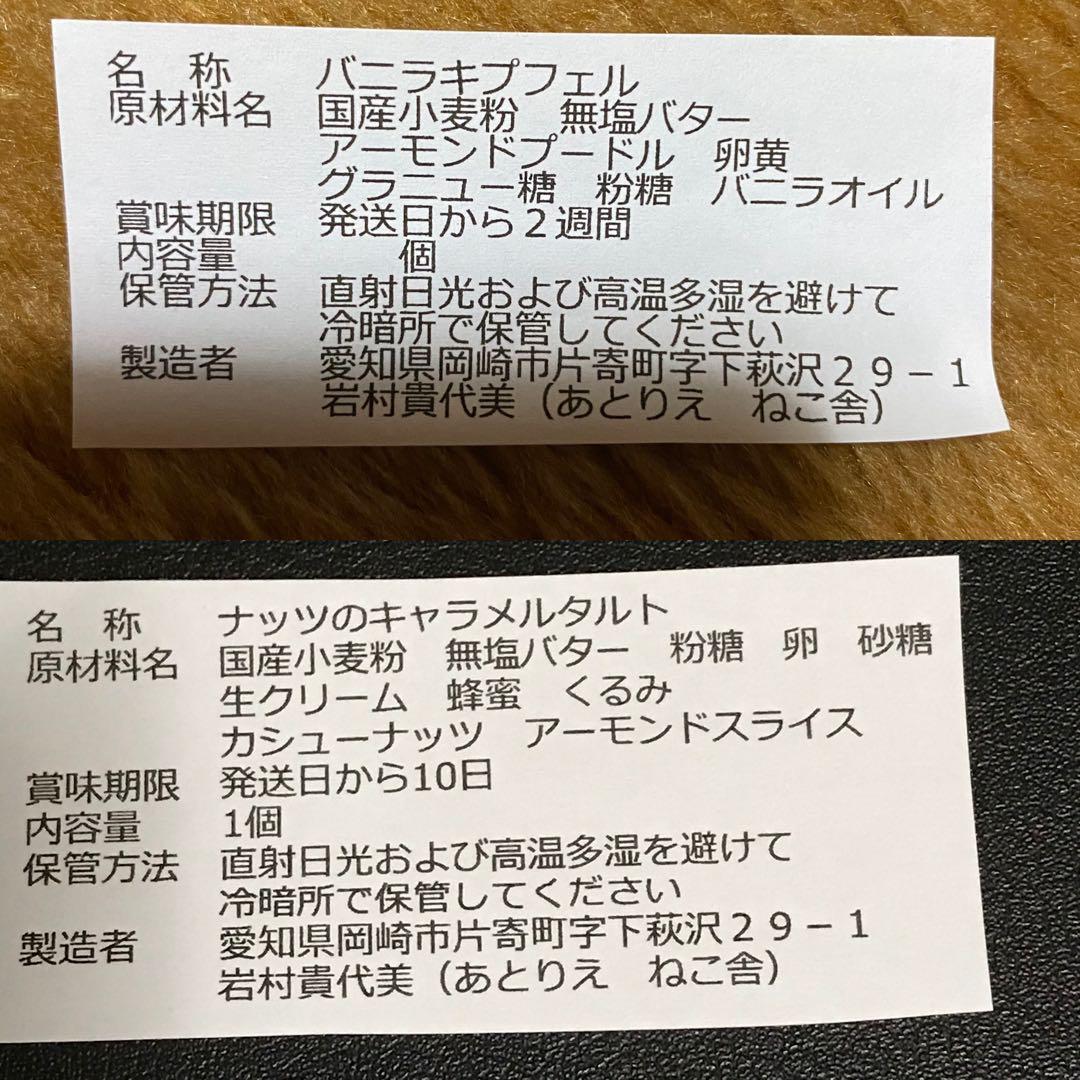 名　称　　バニラキプフェル
原材料名　国産小麦粉　無塩バター
アーモンドプードル　卵黄
グラニュー糖　粉糖　バニラオイル
賞味期限　発送日から２週間
内容量　　　個
保管方法　直射日光および高温多湿を避けて
冷暗所で保管してください
製造者　　愛知県岡崎市片寄町字下萩沢２９－１
岩村貴代美（あとりえ　ねこ舎）
名　称　　ナッツのキャラメルタルト
原材料名　国産小麦粉　無塩バター　粉糖　卵　砂糖
生クリーム　蜂蜜　くるみ
カシューナッツ　アーモンドスライス
賞味期限　発送日から10日
内容量　　1個
保管方法　直射日光および高温多湿を避けて
冷暗所で保管してください
製造者　　愛知県岡崎市片寄町字下萩沢２９－１
岩村貴代美（あとりえ　ねこ舎）